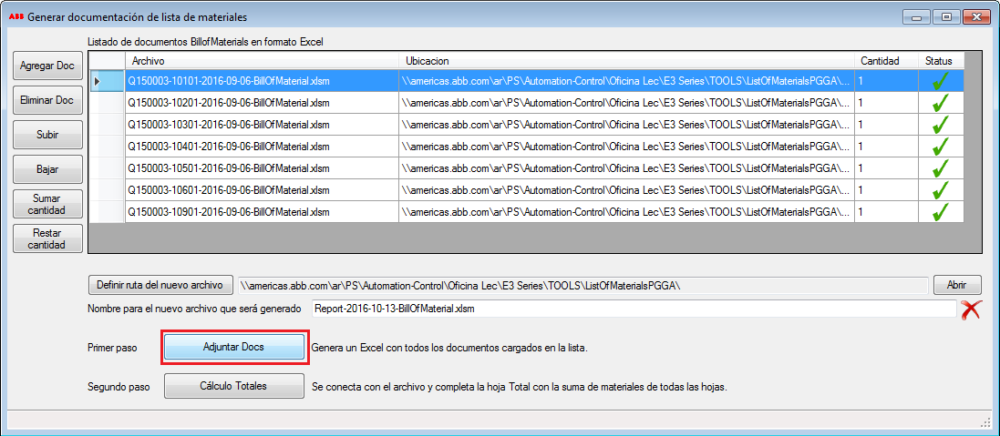 ABB Generar documentación de lista de materiales
Listado de documentos BillofMaterials en formato Excel
Agregar Doc
Eliminar Doc
Subir
Bajar
Sumar
cantidad
Restar
cantidad
Archivo Ubicacion Cantidad Status
Q150003-10101-2016-09-06-BillOfMaterial.xlsm \\americas.abb.com\ar\PS\Automation-Control\Oficina Lec\E3 Series\TOOLS\ListOfMaterialsPGGA\... 1
Q150003-10201-2016-09-06-BillOfMaterial.xlsm \\americas.abb.com\ar\PS\Automation-Control\Oficina Lec\E3 Series\TOOLS\ListOfMaterialsPGGA\... 1
Q150003-10301-2016-09-06-BillOfMaterial.xlsm \\americas.abb.com\ar\PS\Automation-Control\Oficina Lec\E3 Series\TOOLS\ListOfMaterialsPGGA\... 1
Q150003-10401-2016-09-06-BillOfMaterial.xlsm \\americas.abb.com\ar\PS\Automation-Control\Oficina Lec\E3 Series\TOOLS\ListOfMaterialsPGGA\... 1
Q150003-10501-2016-09-06-BillOfMaterial.xlsm \\americas.abb.com\ar\PS\Automation-Control\Oficina Lec\E3 Series\TOOLS\ListOfMaterialsPGGA\... 1
Q150003-10601-2016-09-06-BillOfMaterial.xlsm \\americas.abb.com\ar\PS\Automation-Control\Oficina Lec\E3 Series\TOOLS\ListOfMaterialsPGGA\... 1
Q150003-10901-2016-09-06-BillOfMaterial.xlsm \\americas.abb.com\ar\PS\Automation-Control\Oficina Lec\E3 Series\TOOLS\ListOfMaterialsPGGA\... 1
Definir ruta del nuevo archivo \\americas.abb.com\ar\PS\Automation-Control\Oficina Lec\E3 Series\TOOLS\ListOfMaterialsPGGA\ Abrir
Nombre para el nuevo archivo que será generado Report-2016-10-13-BillOfMaterial.xlsm
Primer paso Adjuntar Docs Genera un Excel con todos los documentos cargados en la lista.
Segundo paso Cálculo Totales Se conecta con el archivo y completa la hoja Total con la suma de materiales de todas las hojas.